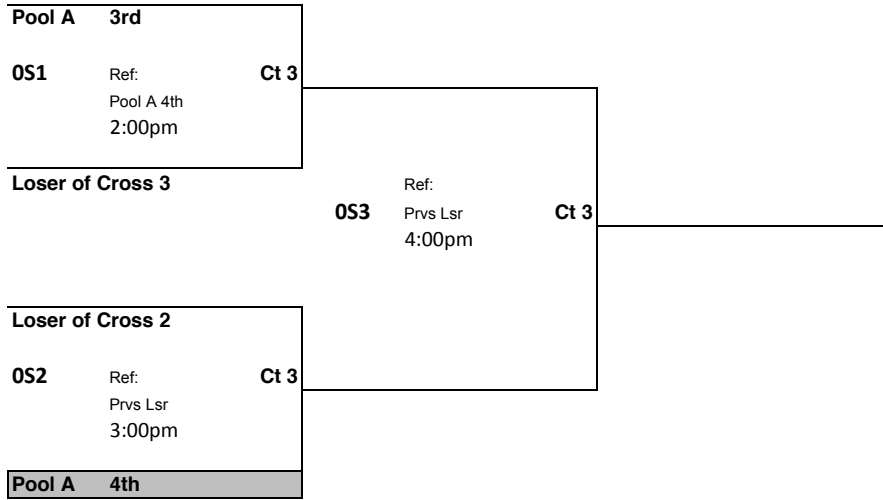 Pool A 3rd
0S1 Ref: Ct 3
Pool A 4th
2:00pm
Loser of Cross 3
Ref:
0S3 Prvs Lsr Ct 3
4:00pm
Loser of Cross 2
0S2 Ref: Ct 3
Prvs Lsr
3:00pm
Pool A 4th